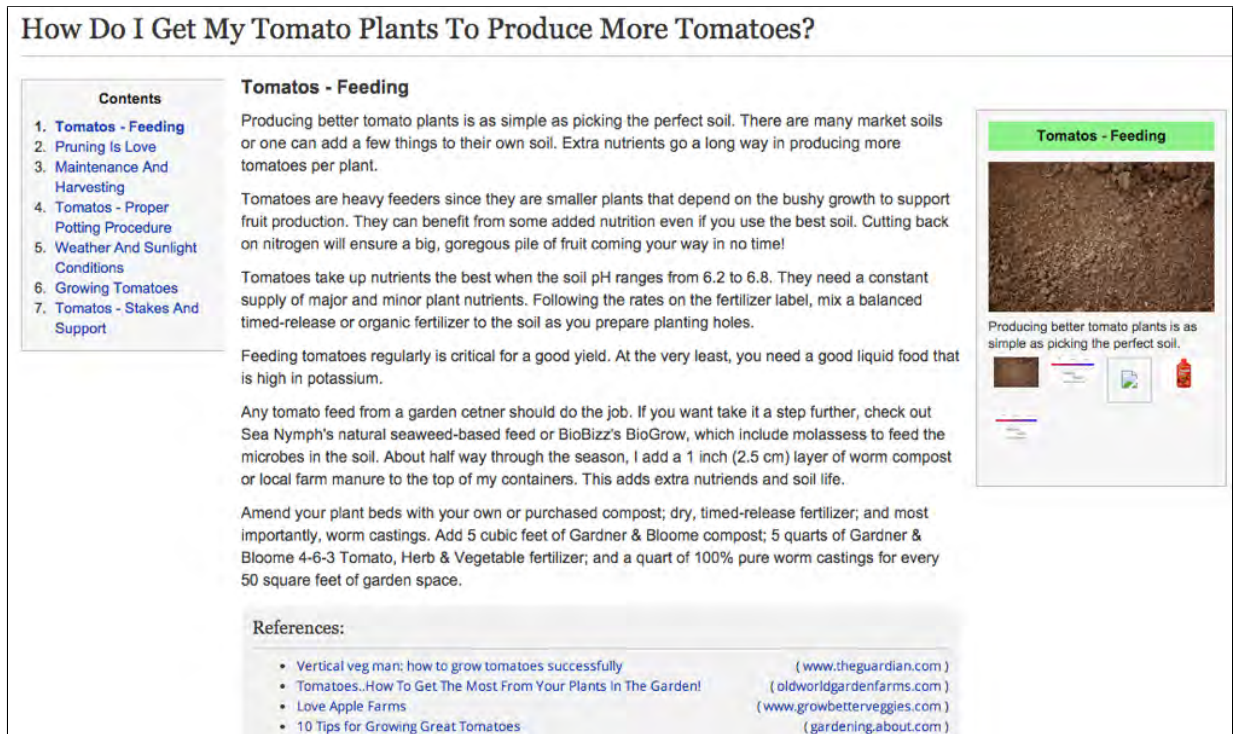 How Do I Get My Tomato Plants To Produce More Tomatoes?
Contents
1. Tomatos - Feeding
2. Pruning Is Love
3. Maintenance And
Harvesting
4. Tomatos - Proper
Potting Procedure
5. Weather And Sunlight
Conditions
6. Growing Tomatoes
7. Tomatos - Stakes And
Support
Tomatos - Feeding
Producing better tomato plants is as simple as picking the perfect soil. There are many market soils
or one can add a few things to their own soil. Extra nutrients go a long way in producing more
tomatoes per plant.
Tomatoes are heavy feeders since they are smaller plants that depend on the bushy growth to support
fruit production. They can benefit from some added nutrition even if you use the best soil. Cutting back
on nitrogen will ensure a big, goregous pile of fruit coming your way in no time!
Tomatoes take up nutrients the best when the soil pH ranges from 6.2 to 6.8. They need a constant
supply of major and minor plant nutrients. Following the rates on the fertilizer label, mix a balanced
timed-release or organic fertilizer to the soil as you prepare planting holes.
Feeding tomatoes regularly is critical for a good yield. At the very least, you need a good liquid food that
is high in potassium.
Any tomato feed from a garden cetner should do the job. If you want take it a step further, check out
Sea Nymph's natural seaweed-based feed or BioBizz's BioGrow, which include molassess to feed the
microbes in the soil. About half way through the season, I add a 1 inch (2.5 cm) layer of worm compost
or local farm manure to the top of my containers. This adds extra nutriends and soil life.
Amend your plant beds with your own or purchased compost; dry, timed-release fertilizer; and most
importantly, worm castings. Add 5 cubic feet of Gardner & Bloome compost; 5 quarts of Gardner &
Bloome 4-6-3 Tomato, Herb & Vegetable fertilizer; and a quart of 100% pure worm castings for every
50 square feet of garden space.
References:
• Vertical veg man: how to grow tomatoes successfully ( www.theguardian.com )
• Tomatoes..How To Get The Most From Your Plants In The Garden! ( oldworldgardenfarms.com )
• Love Apple Farms ( www.growbetterveggies.com )
• 10 Tips for Growing Great Tomatoes ( gardening.about.com )
Tomatos - Feeding
Producing better tomato plants is as
simple as picking the perfect soil.